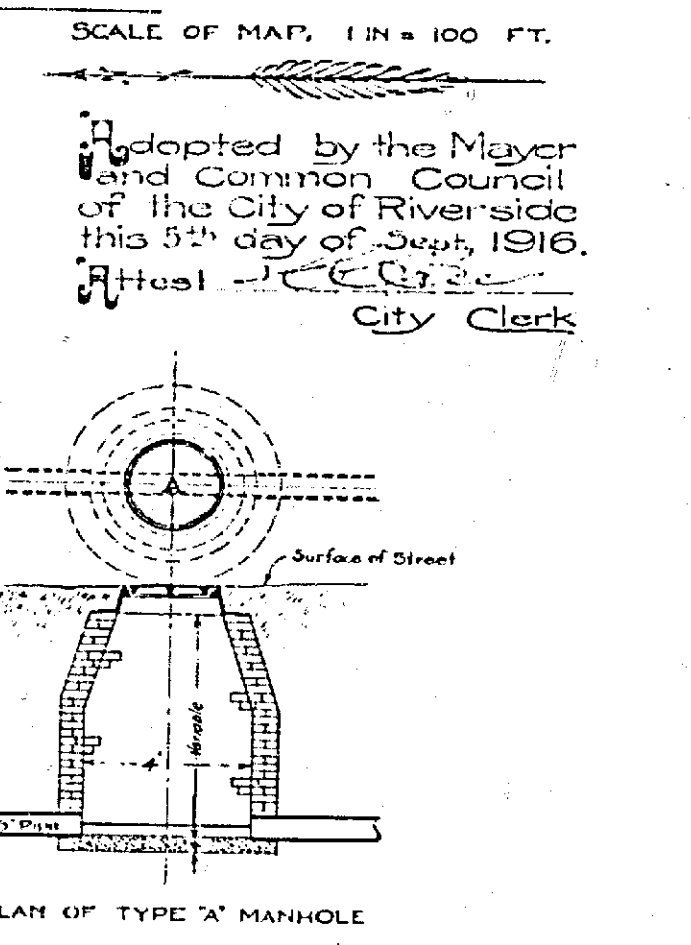 SCALE OF MAP, 1 IN = 100 FT.
Adopted by the Mayor
and Common Council
of the City of Riverside
this 5th day of Sept, 1916.
Attest -
City Clerk
A
Surface of Street
Variable
4'
LAN OF TYPE "A" MANHOLE